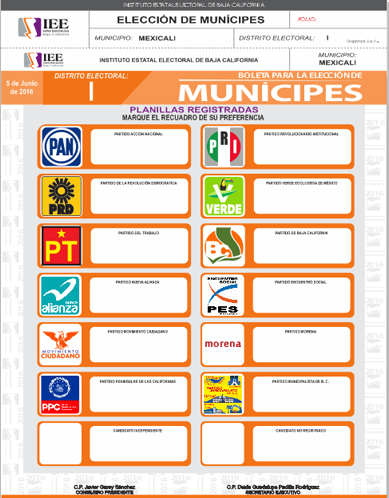 INSTITUTO ESTATAL ELECTORAL DE BAJA CALIFORNIA
IEE
ELECCIÓN DE MUNÍCIPES
FOLIO:
MUNICIPIO: MEXICALI
DISTRITO ELECTORAL: I
IEE
INSTITUTO ESTATAL ELECTORAL DE BAJA CALIFORNIA
MUNICIPIO:
MEXICALI
5 de Junio
de 2016
DISTRITO ELECTORAL:
I
BOLETA PARA LA ELECCIÓN DE
MUNÍCIPES
PLANILLAS REGISTRADAS
MARQUE EL RECUADRO DE SU PREFERENCIA
PAN
PARTIDO ACCIÓN NACIONAL
PRI
PARTIDO REVOLUCIONARIO INSTITUCIONAL
PRD
PARTIDO DE LA REVOLUCIÓN DEMOCRÁTICA
VERDE
PARTIDO VERDE ECOLOGISTA DE MÉXICO
PT
PARTIDO DEL TRABAJO
BC
PARTIDO DE BAJA CALIFORNIA
nueva
alianza
PARTIDO NUEVA ALIANZA
ENCUENTRO
SOCIAL
PES
PARTIDO ENCUENTRO SOCIAL
MOVIMIENTO
CIUDADANO
PARTIDO MOVIMIENTO CIUDADANO
morena
PARTIDO MORENA
PPC
PARTIDO PENINSULAR DE LAS CALIFORNIAS
PARTIDO MUNICIPALISTA DE B. C.
CANDIDATO INDEPENDIENTE
CANDIDATO NO REGISTRADO
C.P. Javier Garay Sánchez
CONSEJERO PRESIDENTE
C.P. Deida Guadalupe Padilla Rodríguez
SECRETARIO EJECUTIVO